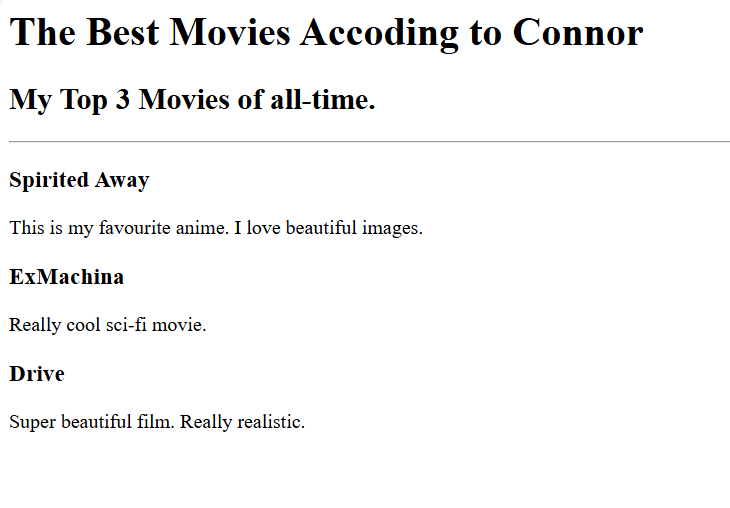 The Best Movies Accoding to Connor
My Top 3 Movies of all-time.
Spirited Away
This is my favourite anime. I love beautiful images.
ExMachina
Really cool sci-fi movie.
Drive
Super beautiful film. Really realistic.